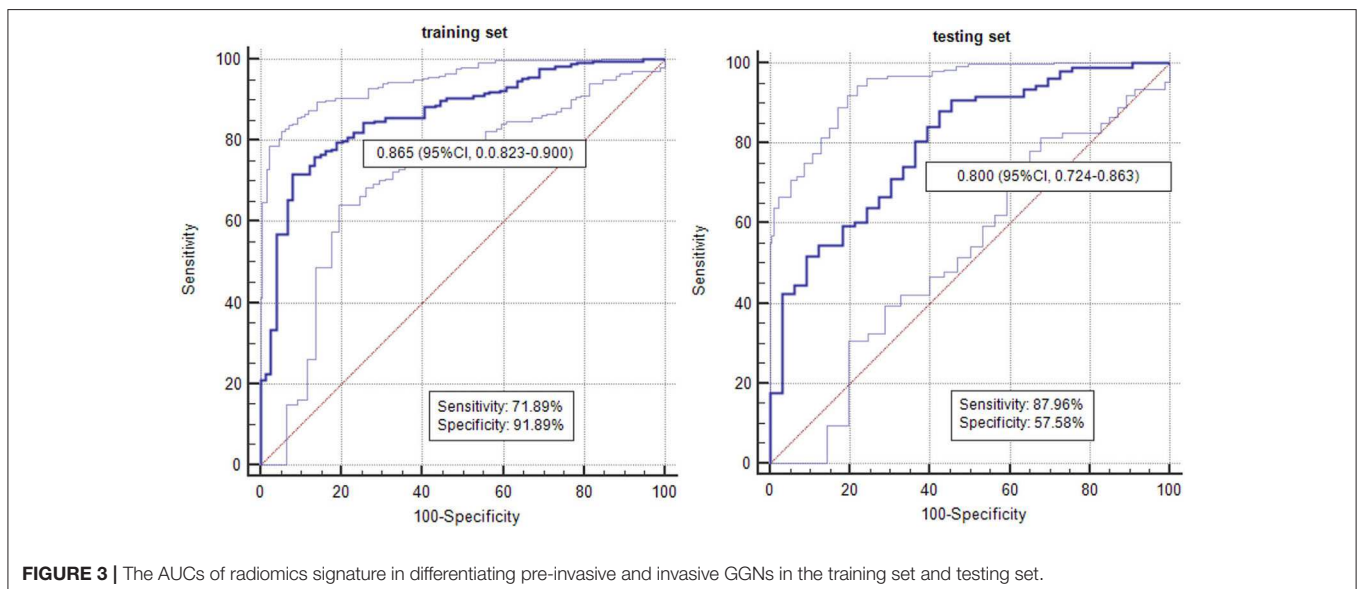 training set
100
80
60
40
20
0
Sensitivity
0.865 (95%CI, 0.0.823-0.900)
Sensitivity: 71.89%
Specificity: 91.89%
0 20 40 60 80 100
100-Specificity
testing set
100
80
60
40
20
0
Sensitivity
0.800 (95%CI, 0.724-0.863)
Sensitivity: 87.96%
Specificity: 57.58%
0 20 40 60 80 100
100-Specificity
FIGURE 3 | The AUCs of radiomics signature in differentiating pre-invasive and invasive GGNs in the training set and testing set.